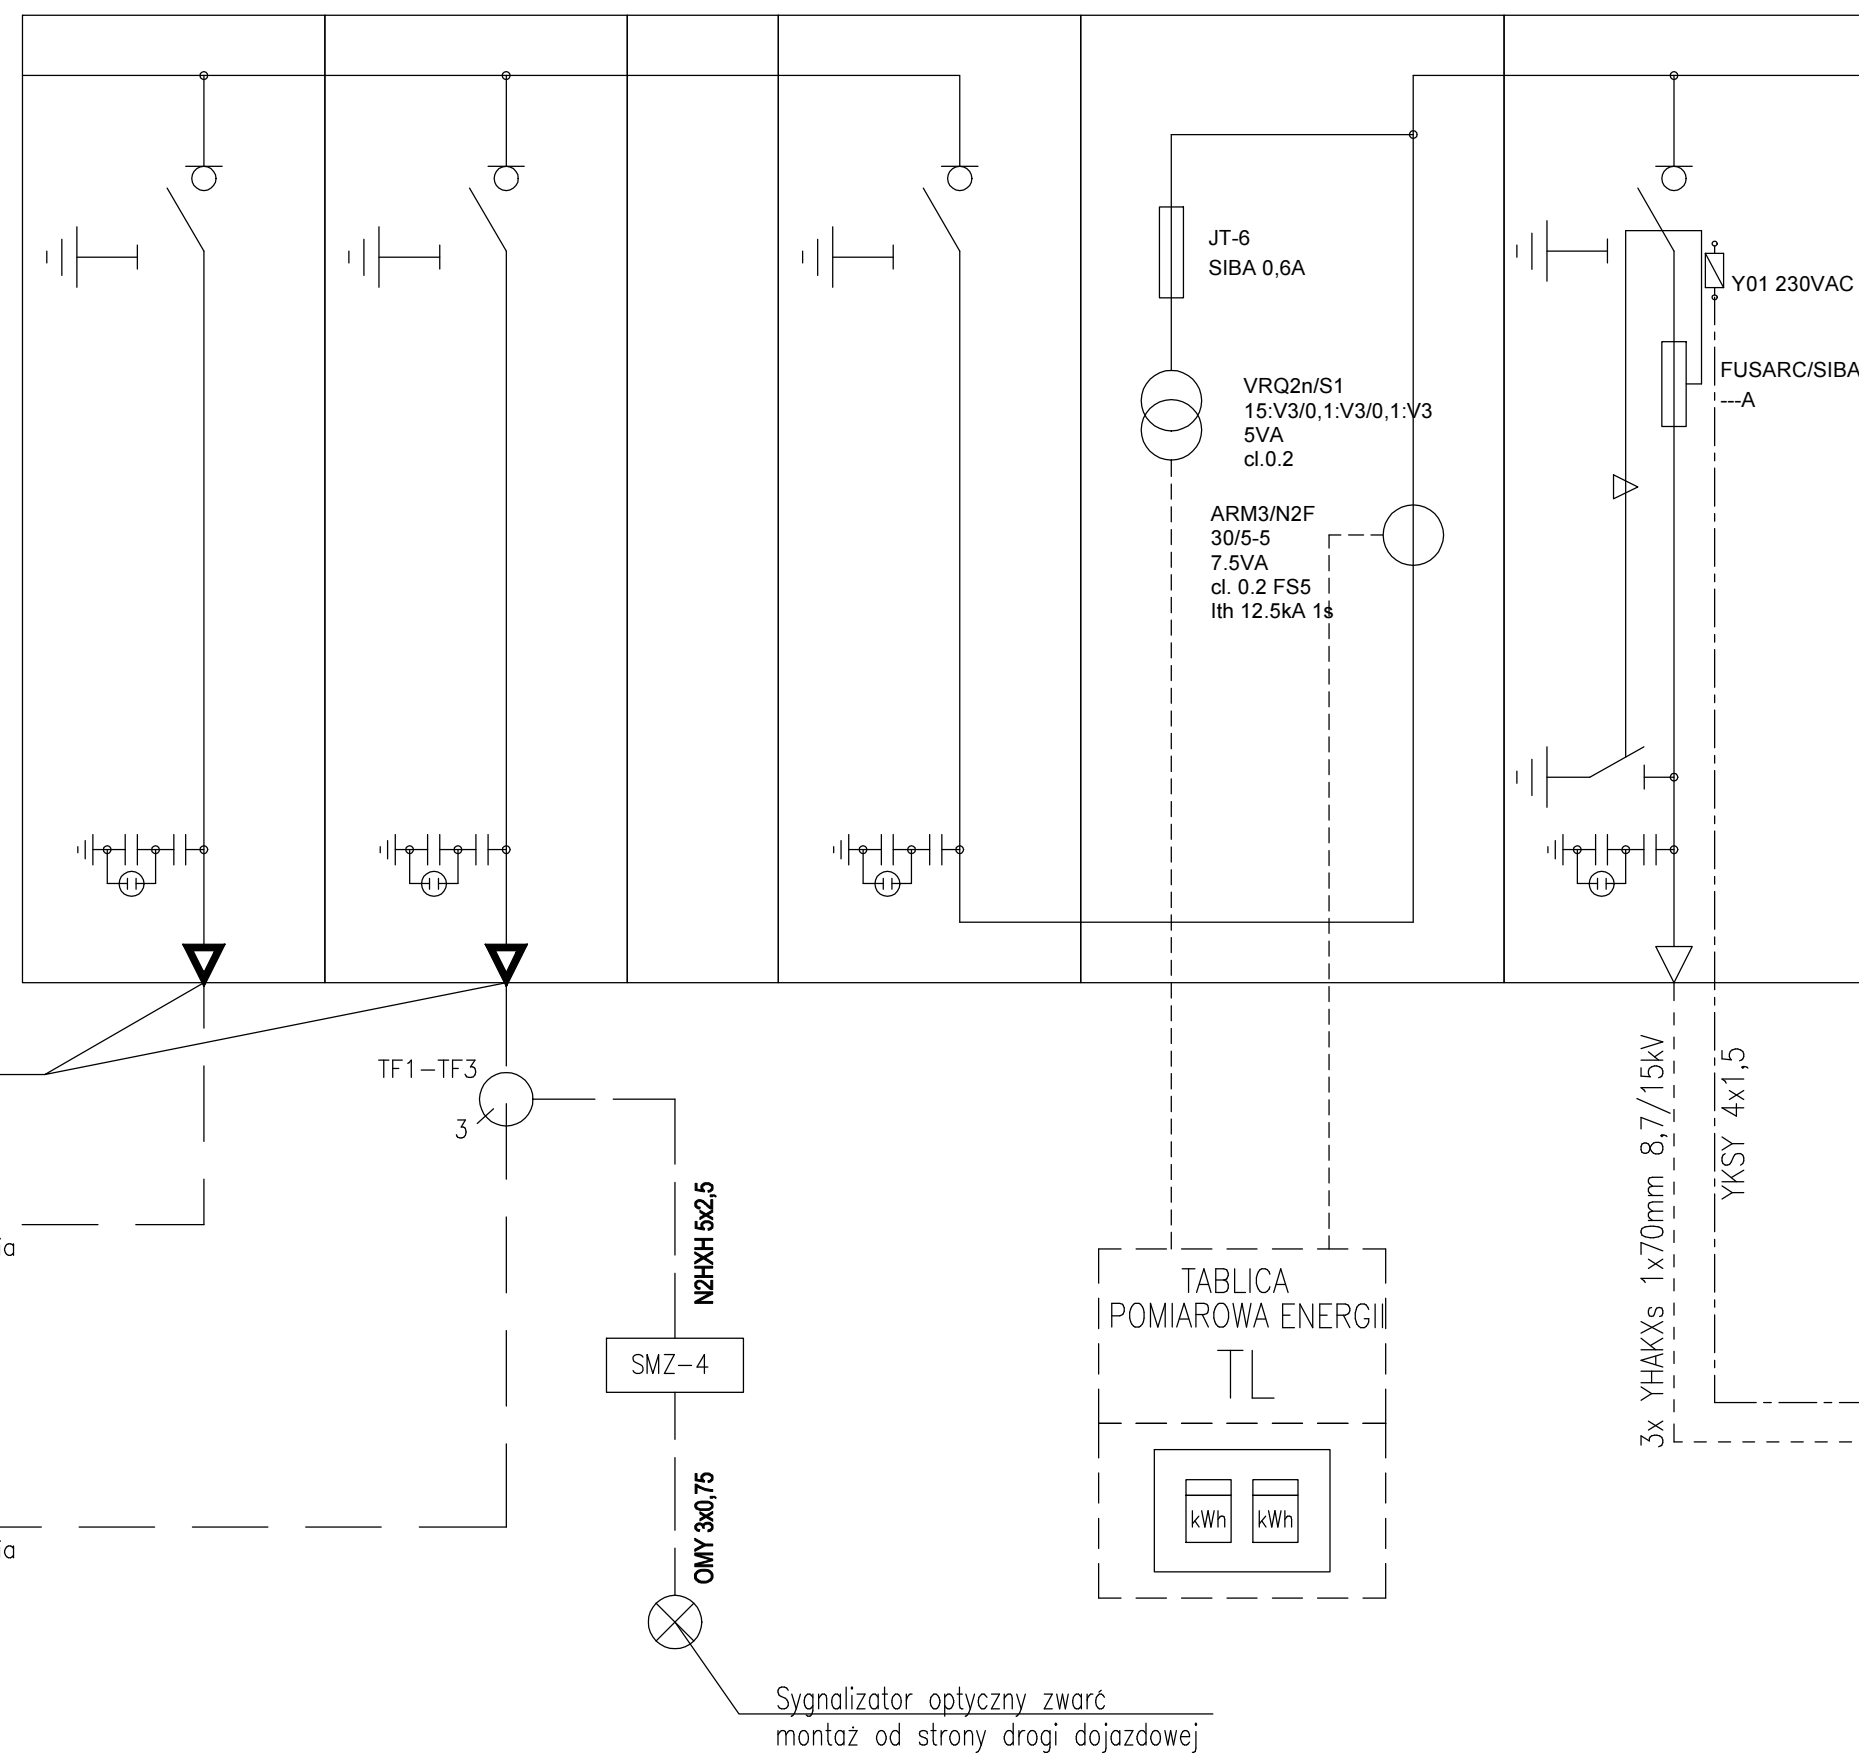 JT-6
SIBA 0,6A
Y01 230VAC
FUSARC/SIBA
---A
VRQ2n/S1
15:V3/0,1:V3/0,1:V3
5VA
cl.0.2
ARM3/N2F
30/5-5
7.5VA
cl. 0.2 FS5
Ith 12.5kA 1s
TF1-TF3
3
N2HXH 5x2,5
SMZ-4
OMY 3x0,75
TABLICA
POMIAROWA ENERGII
TL
kWh kWh
3x YHAKXs 1x70mm 8,7/15kV
YKSY 4x1,5
Sygnalizator optyczny zwarć
montaż od strony drogi dojazdowej